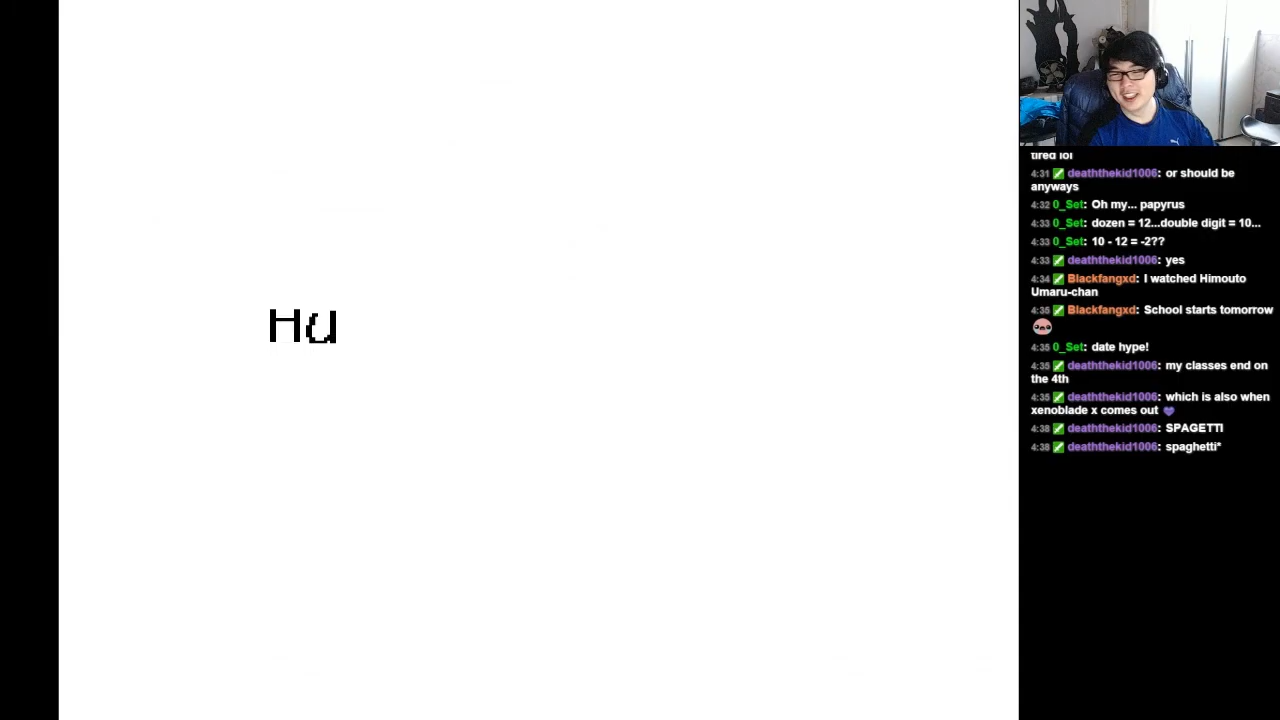 Hu
tired lol
4:31 deaththekid1006: or should be
anyways
4:32 0_Set: Oh my... papyrus
4:33 0_Set: dozen = 12...double digit = 10...
4:33 0_Set: 10 - 12 = -2??
4:33 deaththekid1006: yes
4:34 Blackfangxd: I watched Himouto
Umaru-chan
4:35 Blackfangxd: School starts tomorrow
4:35 0_Set: date hype!
4:35 deaththekid1006: my classes end on
the 4th
4:35 deaththekid1006: which is also when
xenoblade x comes out
4:38 deaththekid1006: SPAGETTI
4:38 deaththekid1006: spaghetti*